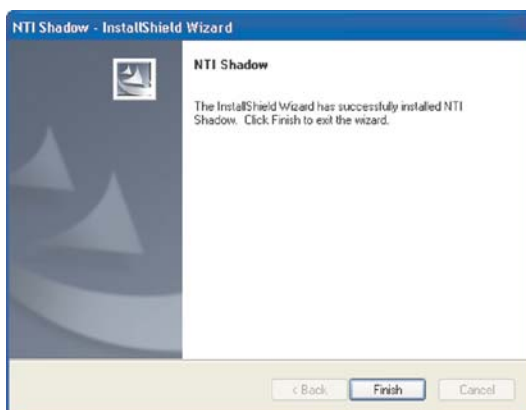 NTI Shadow - InstallShield Wizard
NTI Shadow
The InstallShield Wizard has successfully installed NTI
Shadow. Click Finish to exit the wizard.
< Back
Finish
Cancel